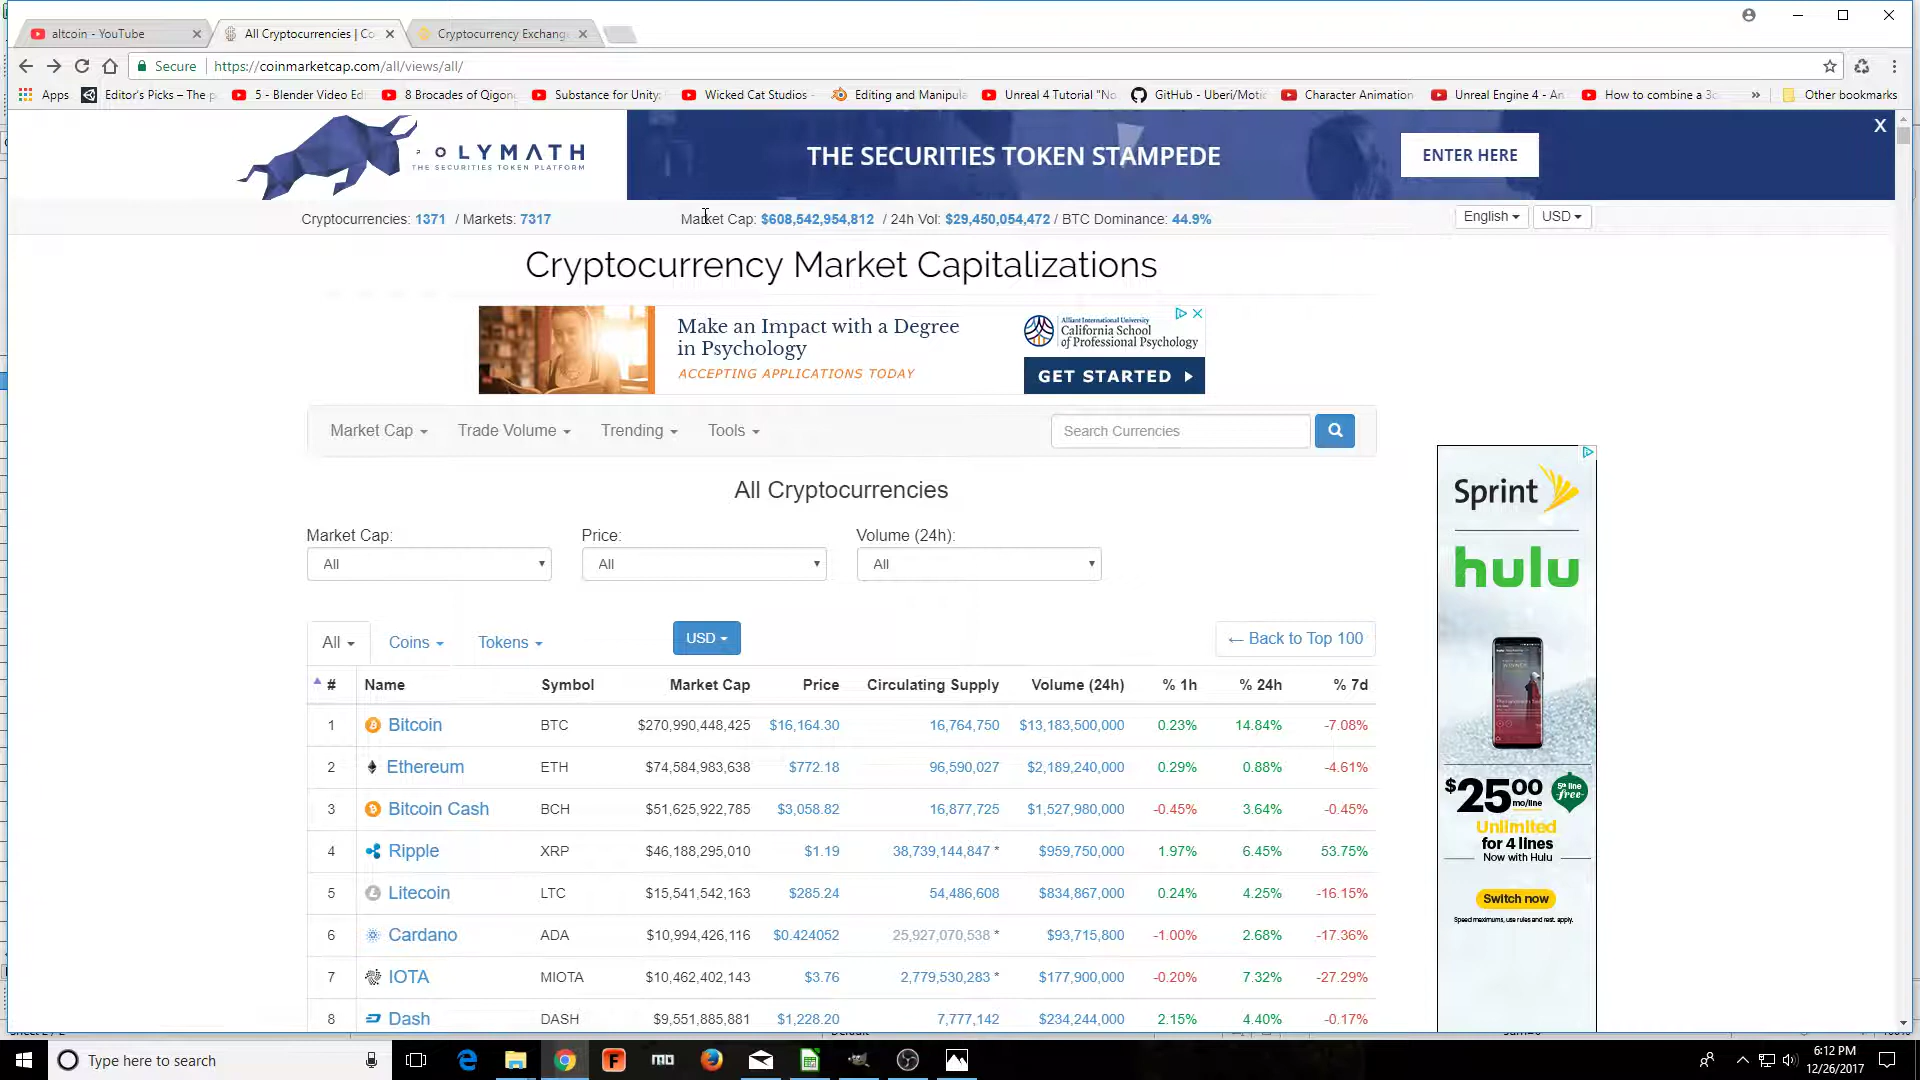 altcoin - YouTube
All Cryptocurrencies | Co
Cryptocurrency Exchang
Secure
https://coinmarketcap.com/all/views/all/
Apps
Editor's Picks – The p
5 - Blender Video Ed
8 Brocades of Qigon
Substance for Unity:
Wicked Cat Studios -
Editing and Manipula
Unreal 4 Tutorial "No
GitHub - Uberi/Moti
Character Animation
Unreal Engine 4 - An
How to combine a 3d
»
Other bookmarks
POLYMATH
THE SECURITIES TOKEN PLATFORM
THE SECURITIES TOKEN STAMPEDE
ENTER HERE
X
Cryptocurrencies: 1371 / Markets: 7317
Market Cap: $608,542,954,812 / 24h Vol: $29,450,054,472 / BTC Dominance: 44.9%
English
USD
Cryptocurrency Market Capitalizations
Make an Impact with a Degree
in Psychology
ACCEPTING APPLICATIONS TODAY
Alliant International University
California School
of Professional Psychology
GET STARTED
Market Cap
Trade Volume
Trending
Tools
Search Currencies
All Cryptocurrencies
Market Cap:
Price:
Volume (24h):
All
All
All
All
Coins
Tokens
USD
← Back to Top 100
# Name Symbol Market Cap Price Circulating Supply Volume (24h) % 1h % 24h % 7d
1 Bitcoin BTC $270,990,448,425 $16,164.30 16,764,750 $13,183,500,000 0.23% 14.84% -7.08%
2 Ethereum ETH $74,584,983,638 $772.18 96,590,027 $2,189,240,000 0.29% 0.88% -4.61%
3 Bitcoin Cash BCH $51,625,922,785 $3,058.82 16,877,725 $1,527,980,000 -0.45% 3.64% -0.45%
4 Ripple XRP $46,188,295,010 $1.19 38,739,144,847 * $959,750,000 1.97% 6.45% 53.75%
5 Litecoin LTC $15,541,542,163 $285.24 54,486,608 $834,867,000 0.24% 4.25% -16.15%
6 Cardano ADA $10,994,426,116 $0.424052 25,927,070,538 * $93,715,800 -1.00% 2.68% -17.36%
7 IOTA MIOTA $10,462,402,143 $3.76 2,779,530,283 * $177,900,000 -0.20% 7.32% -27.29%
8 Dash DASH $9,551,885,881 $1,228.20 7,777,142 $234,244,000 2.15% 4.40% -0.17%
Sprint
hulu
$25.00
mo/line
5th line
free
Unlimited
for 4 lines
Now with Hulu
Switch now
Speed maximums, use rules and rest. apply.
Type here to search
6:12 PM
12/26/2017